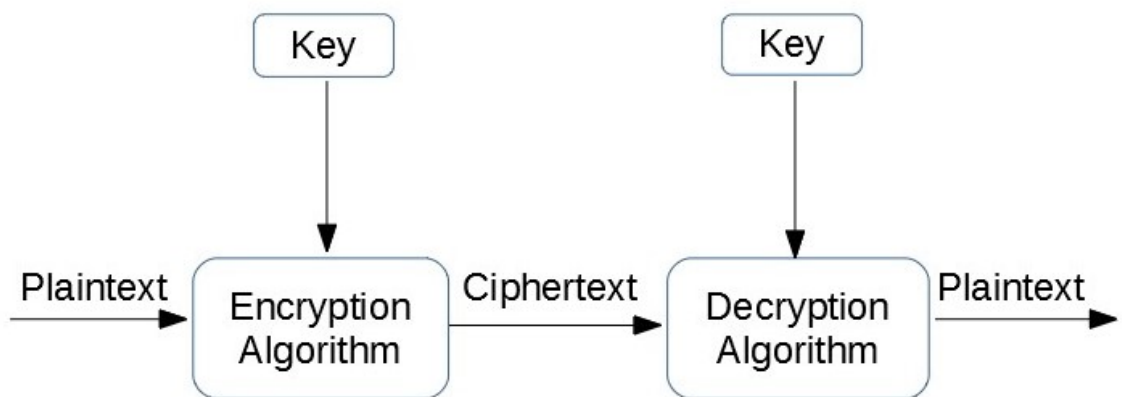 Key
Key
Plaintext
Encryption
Algorithm
Ciphertext
Decryption
Algorithm
Plaintext